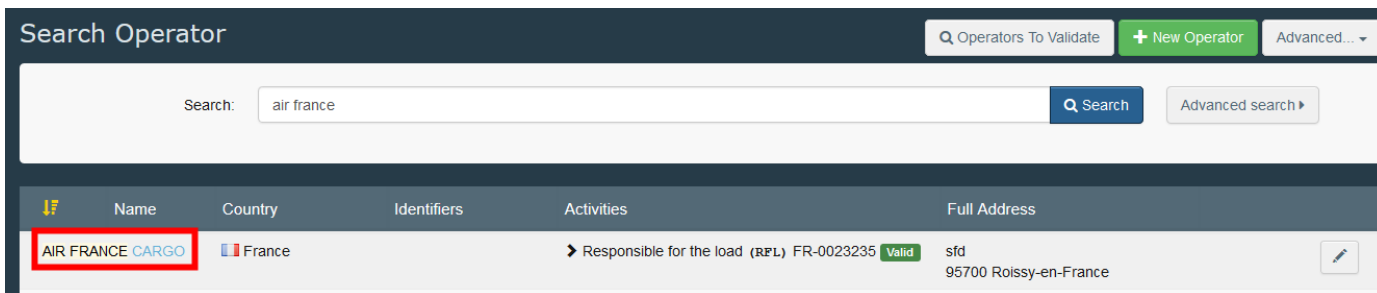 Search Operator
Operators To Validate
New Operator
Advanced...
Search:
air france
Search
Advanced search
Name Country Identifiers Activities Full Address
AIR FRANCE CARGO France Responsible for the load (RFL) FR-0023235 Valid sfd
95700 Roissy-en-France